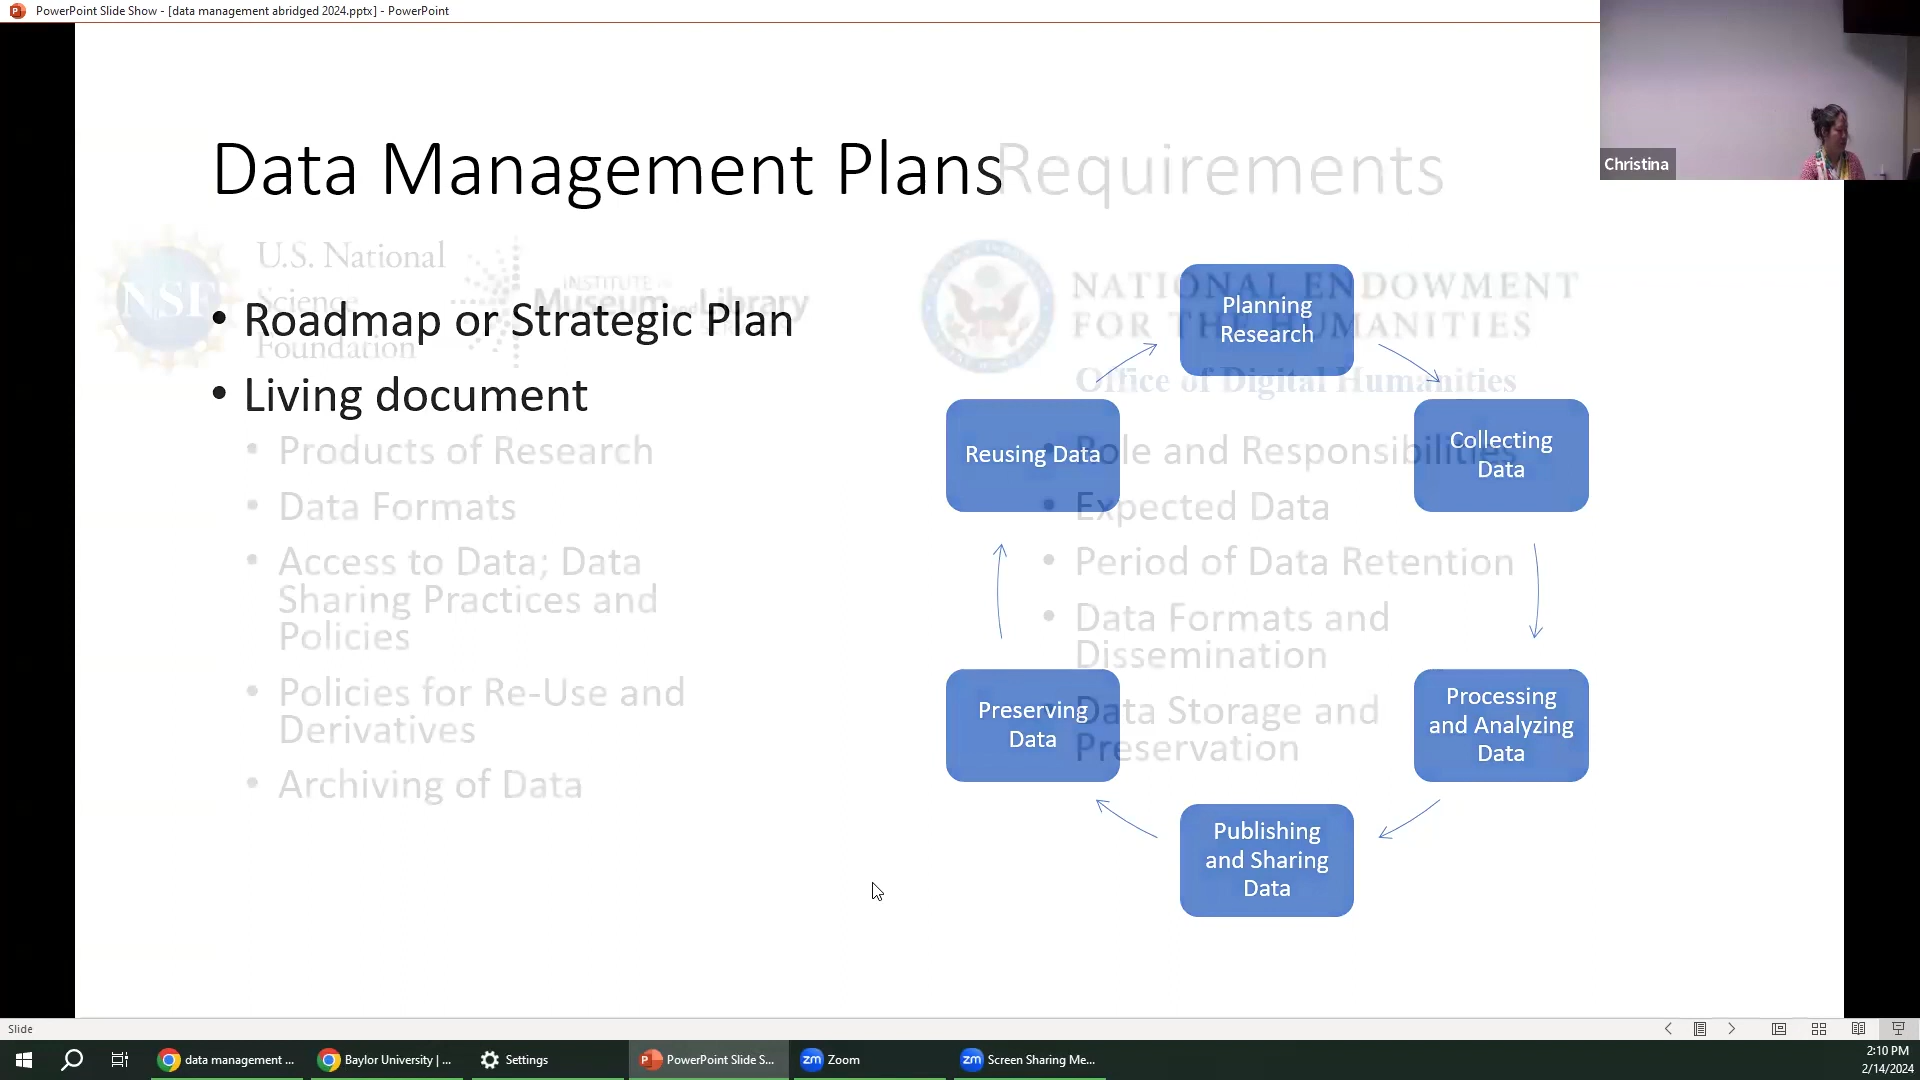 PowerPoint Slide Show - [data management abridged 2024.pptx] - PowerPoint
Christina
Data Management Plans
Requirements
NSF
U.S. National
Science
Foundation
INSTITUTE
Museum and Library
NATIONAL ENDOWMENT
FOR THE HUMANITIES
Office of Digital Humanities
• Roadmap or Strategic Plan
• Living document
• Products of Research
• Data Formats
• Access to Data; Data
Sharing Practices and
Policies
• Policies for Re-Use and
Derivatives
• Archiving of Data
• Role and Responsibilities
• Expected Data
• Period of Data Retention
• Data Formats and
Dissemination
• Data Storage and
Preservation
Planning
Research
Collecting
Data
Processing
and Analyzing
Data
Publishing
and Sharing
Data
Preserving
Data
Reusing Data
Slide
data management ...
Baylor University | ...
Settings
PowerPoint Slide S...
zm Zoom
zm Screen Sharing Me...
2:10 PM
2/14/2024